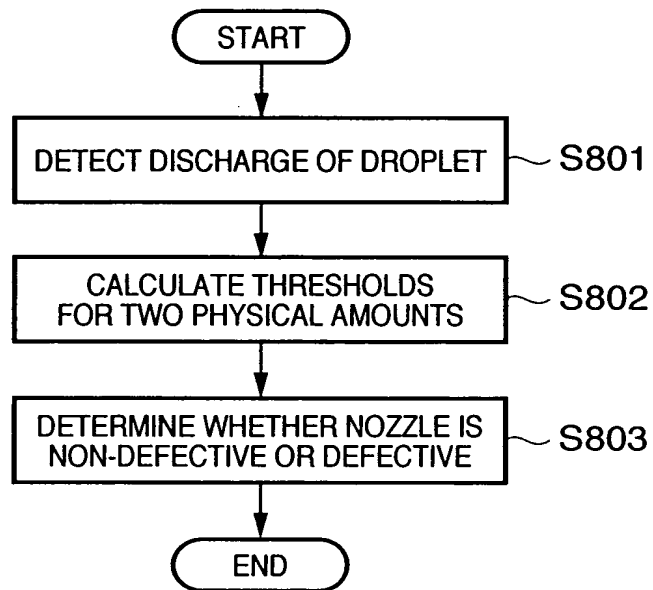 START
DETECT DISCHARGE OF DROPLET
S801
CALCULATE THRESHOLDS
FOR TWO PHYSICAL AMOUNTS
S802
DETERMINE WHETHER NOZZLE IS
NON-DEFECTIVE OR DEFECTIVE
S803
END